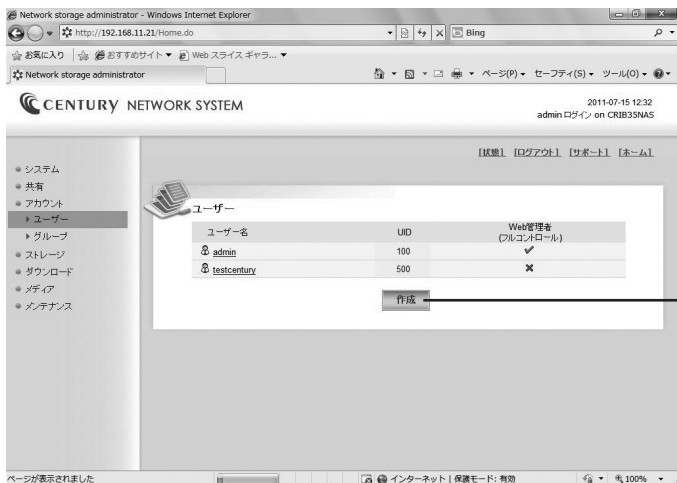 Network storage administrator - Windows Internet Explorer
http://192.168.11.21/Home.do
Bing
お気に入り おすすめサイト Web スライス ギャラ...
Network storage administrator
ページ(P) セーフティ(S) ツール(O)
CENTURY NETWORK SYSTEM
2011-07-15 12:32
admin ログイン on CRIB35NAS
[状態] [ログアウト] [サポート] [ホーム]
システム
共有
アカウント
ユーザー
グループ
ストレージ
ダウンロード
メディア
メンテナンス
ユーザー
ユーザー名 UID Web管理者
(フルコントロール)
admin 100
testcentury 500
作成
ページが表示されました インターネット | 保護モード: 有効 100%